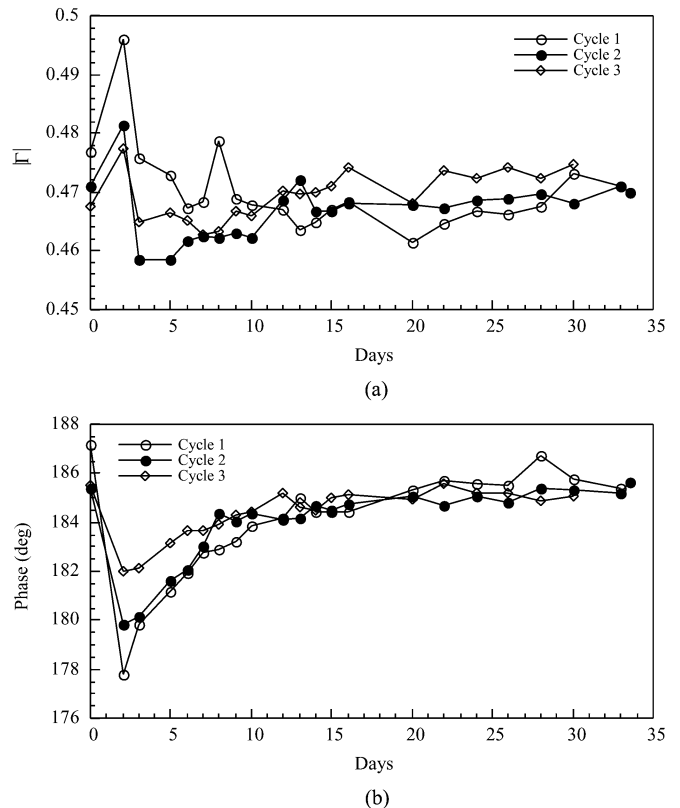 0.5
Cycle 1
Cycle 2
Cycle 3
0.49
0.48
|Γ|
0.47
0.46
0.45
0 5 10 15 20 25 30 35
Days
(a)
188
Cycle 1
Cycle 2
Cycle 3
186
184
Phase (deg)
182
180
178
176
0 5 10 15 20 25 30 35
Days
(b)